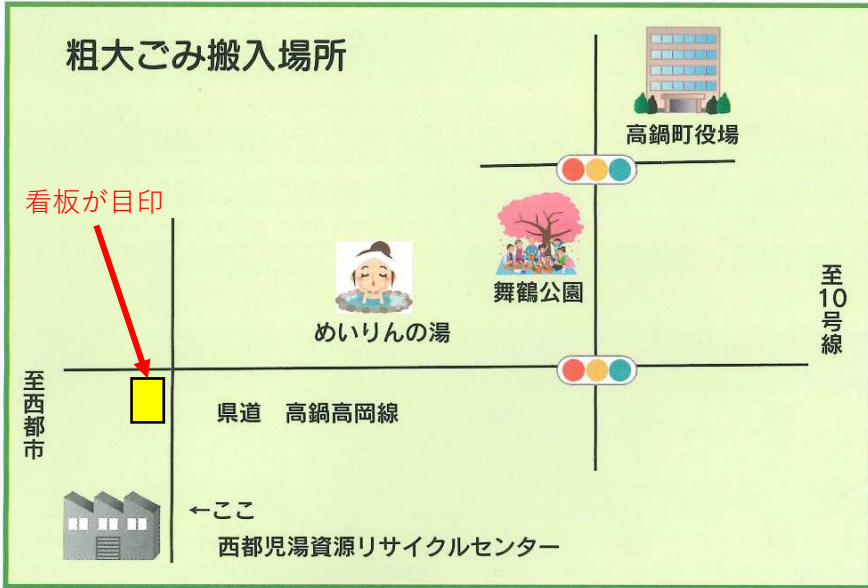 粗大ごみ搬入場所
高鍋町役場
看板が目印
舞鶴公園
めいりんの湯
至10号線
至西都市
県道 高鍋高岡線
←ここ
西都児湯資源リサイクルセンター